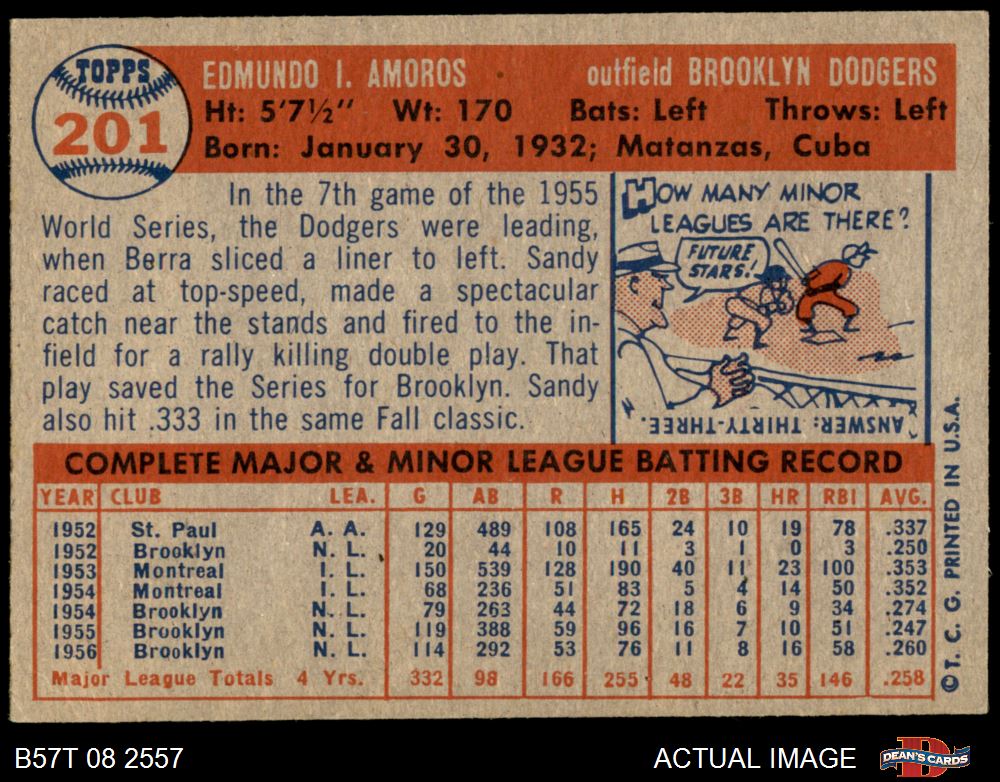 TOPPS
201
EDMUNDO I. AMOROS outfield BROOKLYN DODGERS
Ht: 5'7½" Wt: 170 Bats: Left Throws: Left
Born: January 30, 1932; Matanzas, Cuba
In the 7th game of the 1955
World Series, the Dodgers were leading,
when Berra sliced a liner to left. Sandy
raced at top-speed, made a spectacular
catch near the stands and fired to the in-
field for a rally killing double play. That
play saved the Series for Brooklyn. Sandy
also hit .333 in the same Fall classic.
HOW MANY MINOR
LEAGUES ARE THERE?
FUTURE
STARS!
ANSWER: THIRTY-THREE.
COMPLETE MAJOR & MINOR LEAGUE BATTING RECORD
YEAR CLUB LEA. G AB R H 2B 3B HR RBI AVG.
1952 St. Paul A. A. 129 489 108 165 24 10 19 78 .337
1952 Brooklyn N. L. 20 44 10 11 3 1 0 3 .250
1953 Montreal I. L. 150 539 128 190 40 11 23 100 .353
1954 Montreal I. L. 68 236 51 83 5 4 14 50 .352
1954 Brooklyn N. L. 79 263 44 72 18 6 9 34 .274
1955 Brooklyn N. L. 119 388 59 96 16 7 10 51 .247
1956 Brooklyn N. L. 114 292 53 76 11 8 16 58 .260
Major League Totals 4 Yrs. 332 98 166 255 48 22 35 146 .258
© T. C. G. PRINTED IN U.S.A.
B57T 08 2557 ACTUAL IMAGE
DEAN'S CARDS